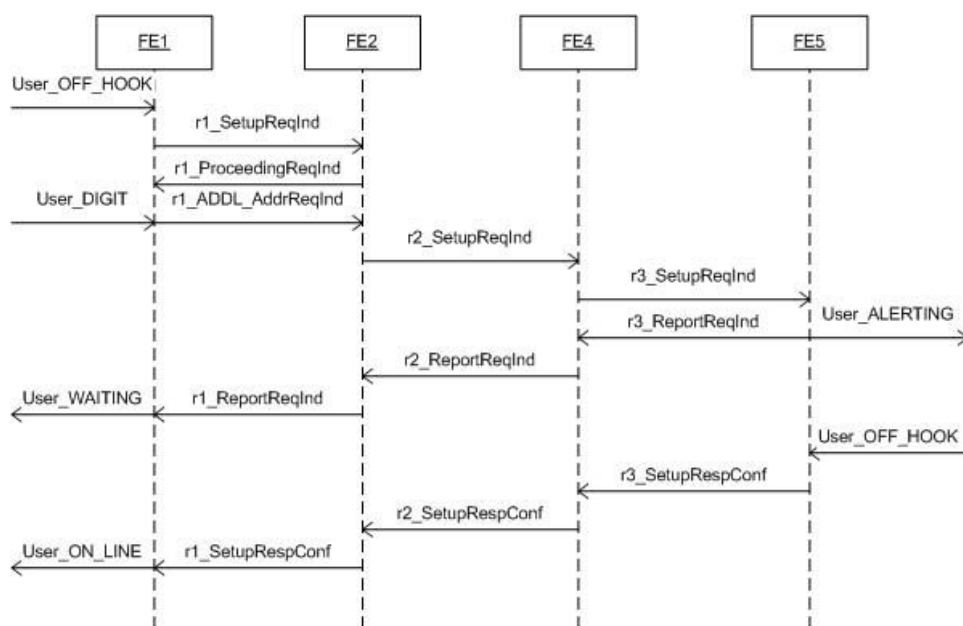 FE1 FE2 FE4 FE5
User_OFF_HOOK
r1_SetupReqInd
r1_ProceedingReqInd
User_DIGIT r1_ADDL_AddrReqInd
r2_SetupReqInd
r3_SetupReqInd
r3_ReportReqInd User_ALERTING
r2_ReportReqInd
User_WAITING r1_ReportReqInd
User_OFF_HOOK
r3_SetupRespConf
r2_SetupRespConf
User_ON_LINE r1_SetupRespConf